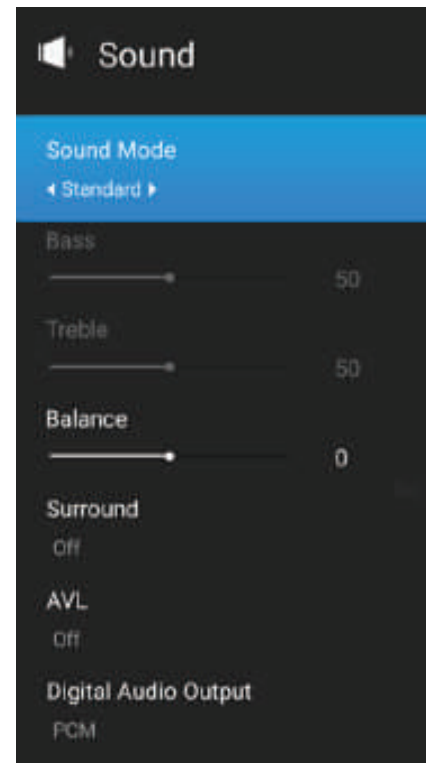 Sound
Sound Mode
Standard
Bass
50
Treble
50
Balance
0
Surround
Off
AVL
Off
Digital Audio Output
PCM